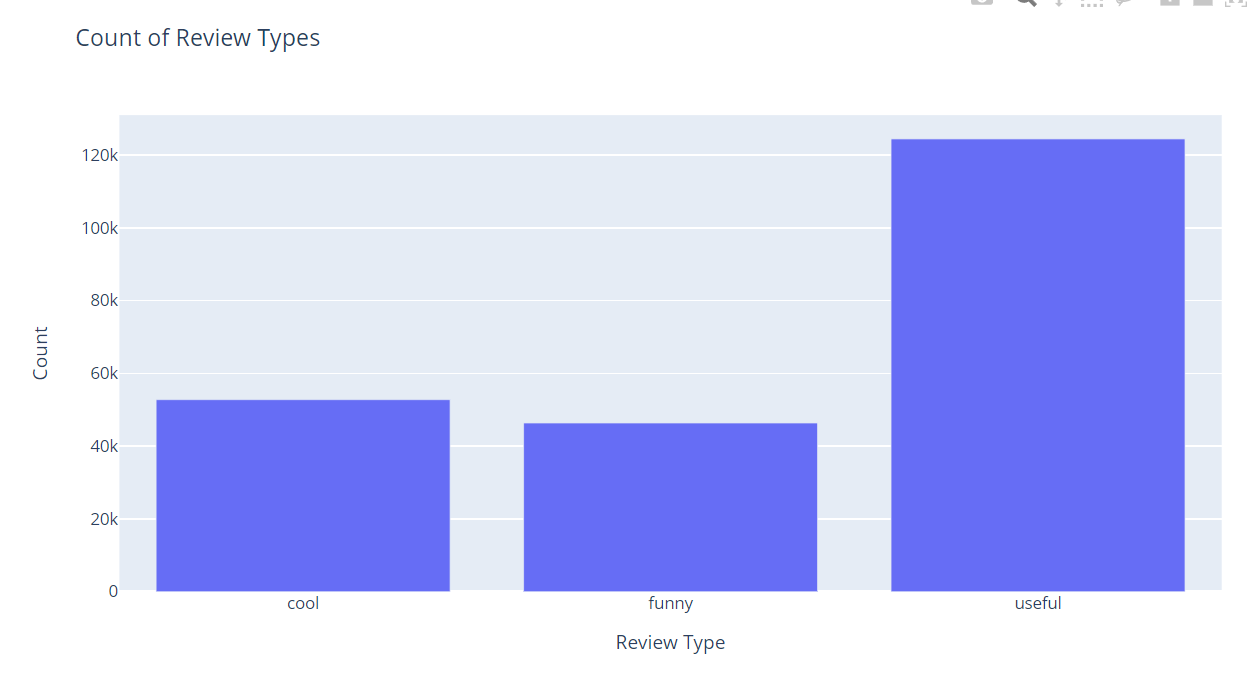 Count of Review Types
120k
100k
80k
60k
40k
20k
0
Count
cool funny useful
Review Type